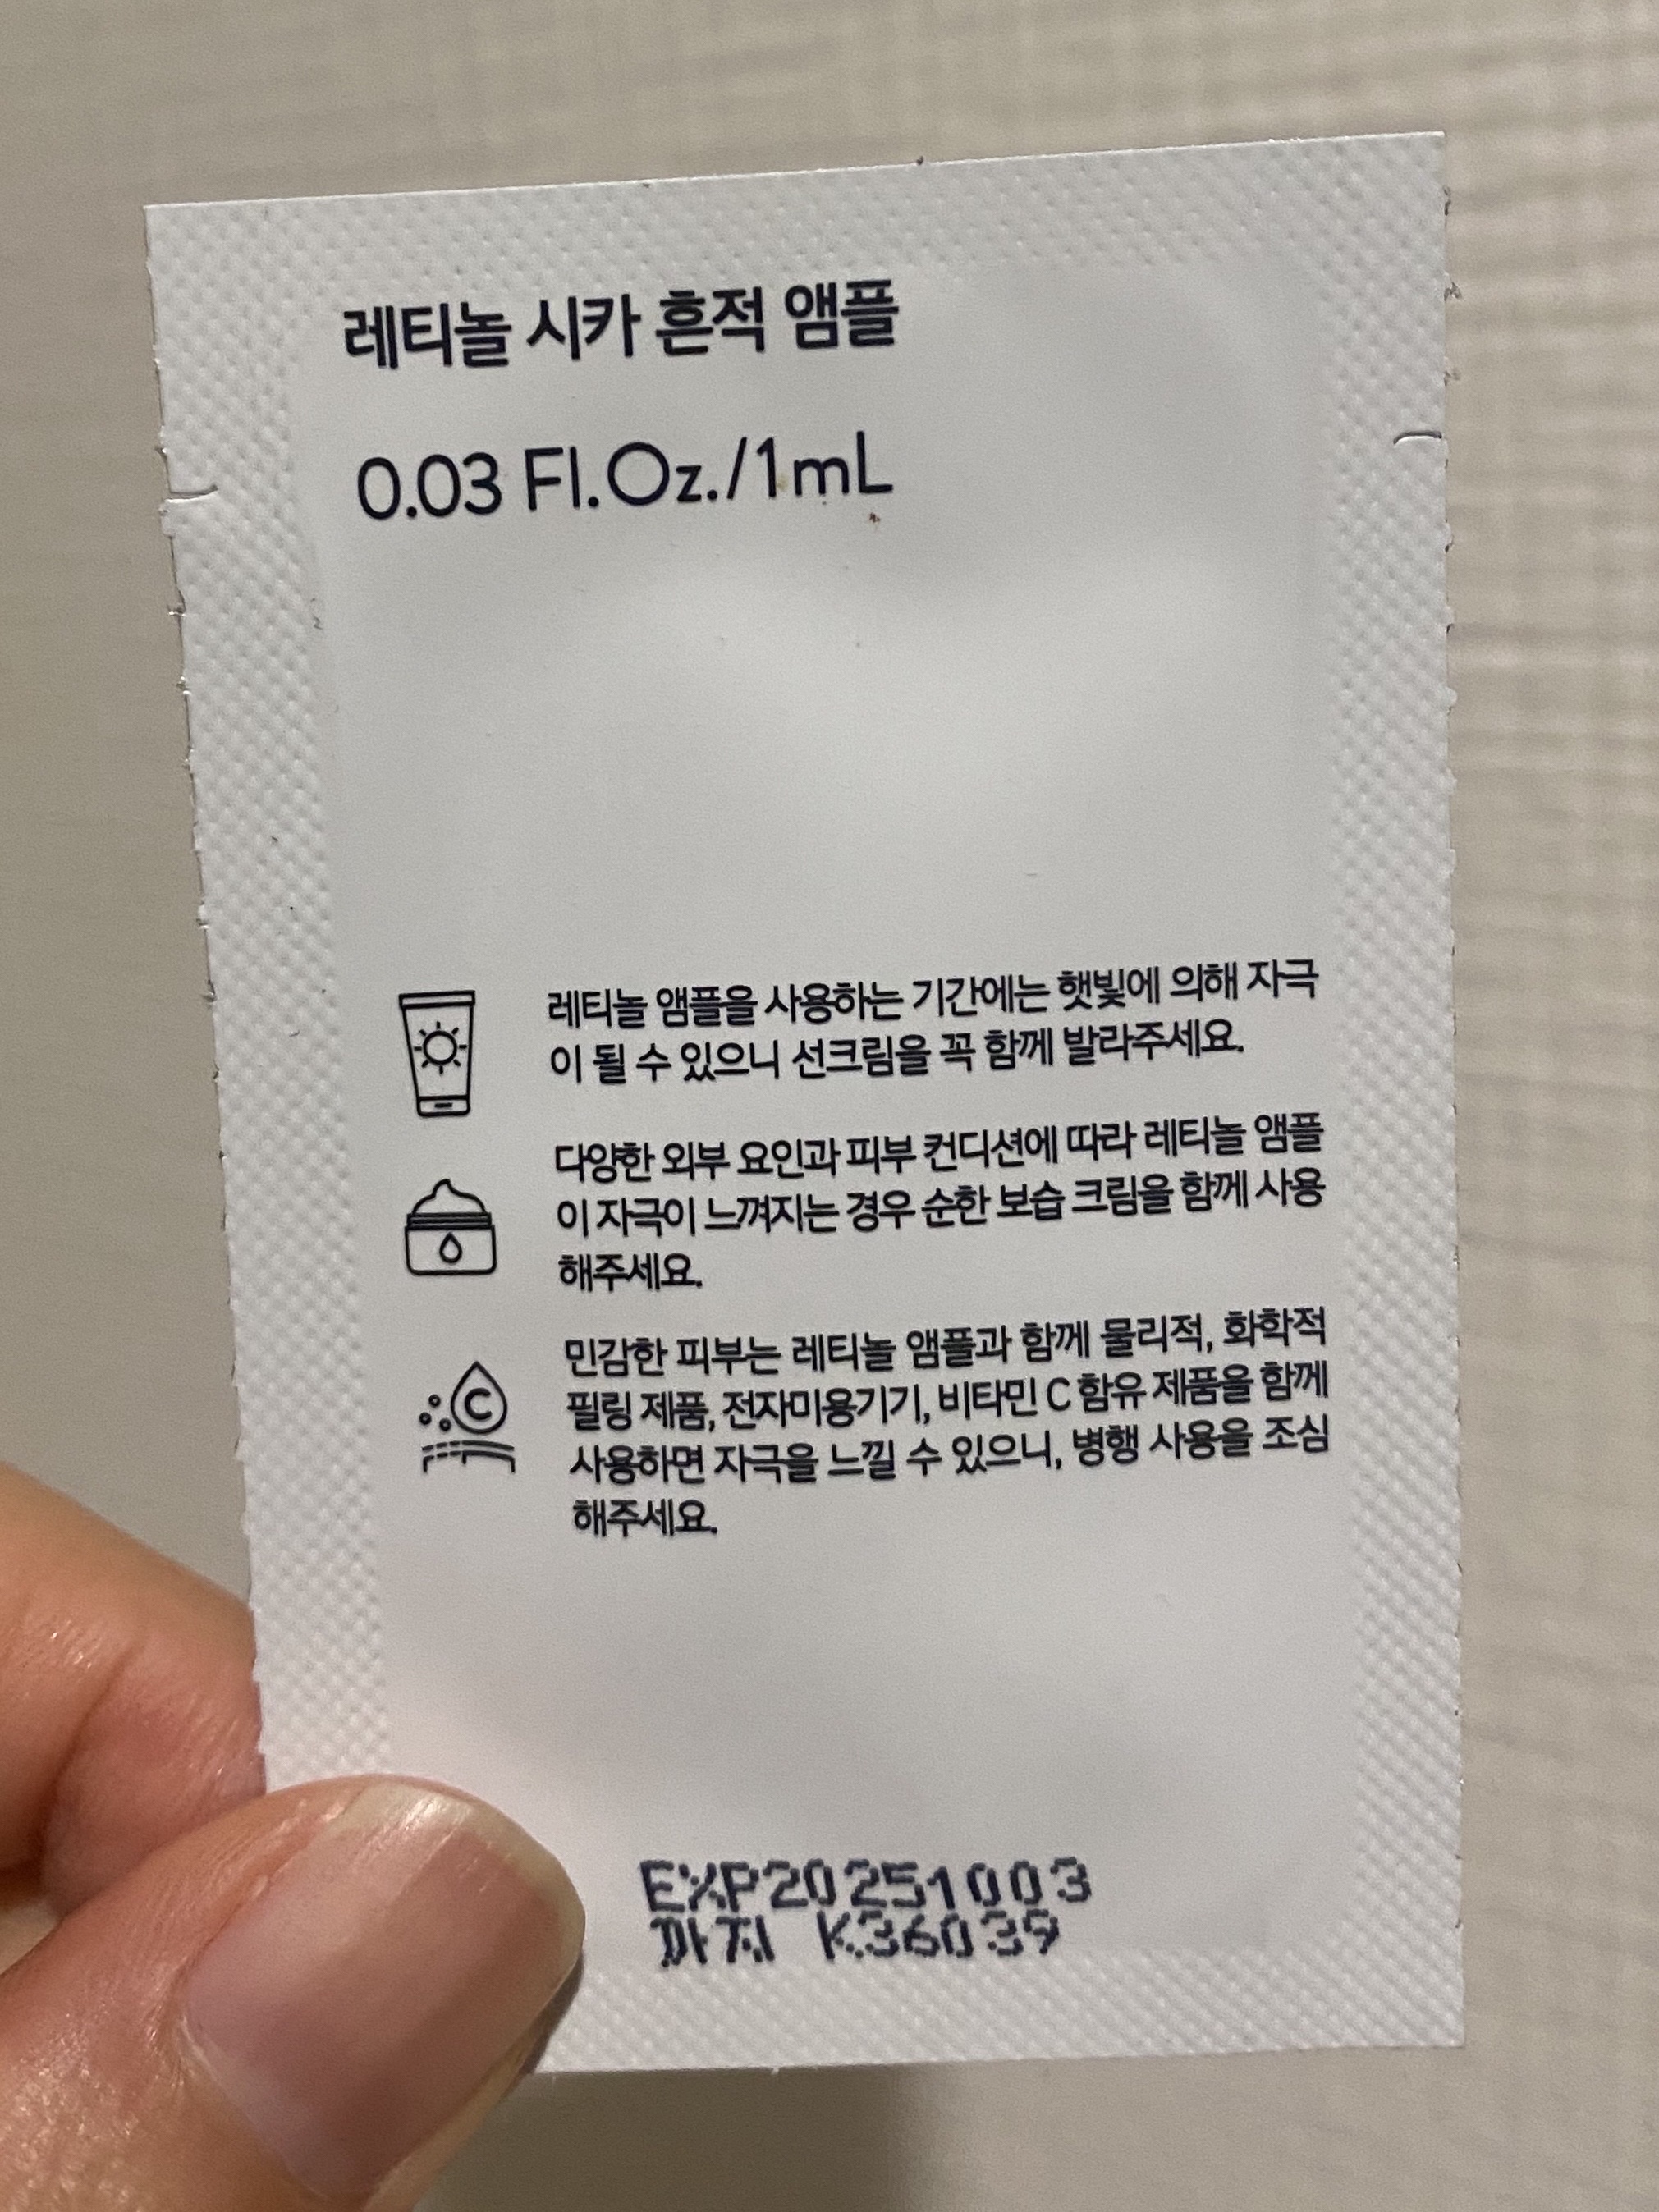 레티놀 시카 흔적 앰플
0.03 Fl.Oz./1mL
레티놀 앰플을 사용하는 기간에는 햇빛에 의해 자극
이 될 수 있으니 선크림을 꼭 함께 발라주세요.
다양한 외부 요인과 피부 컨디션에 따라 레티놀 앰플
이 자극이 느껴지는 경우 순한 보습 크림을 함께 사용
해주세요.
C
민감한 피부는 레티놀 앰플과 함께 물리적, 화학적
필링 제품, 전자미용기기, 비타민 C 함유 제품을 함께
사용하면 자극을 느낄 수 있으니, 병행 사용을 조심
해주세요.
EXP20251003
까지 K36039